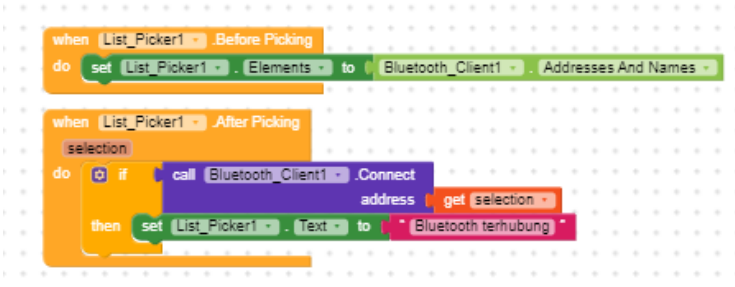 when List_Picker1 .Before Picking
do set List_Picker1 . Elements to Bluetooth_Client1 . Addresses And Names
when List_Picker1 .After Picking
selection
do if call Bluetooth_Client1 .Connect
address get selection
then set List_Picker1 . Text to " Bluetooth terhubung "